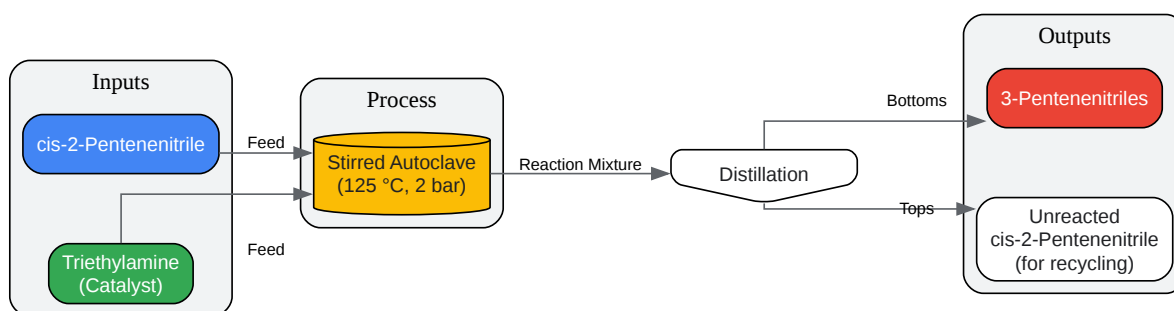 Inputs
cis-2-Pentenenitrile
Triethylamine
(Catalyst)
Feed
Feed
Process
Stirred Autoclave
(125 °C, 2 bar)
Reaction Mixture
Distillation
Bottoms
Tops
Outputs
3-Pentenenitriles
Unreacted
cis-2-Pentenenitrile
(for recycling)